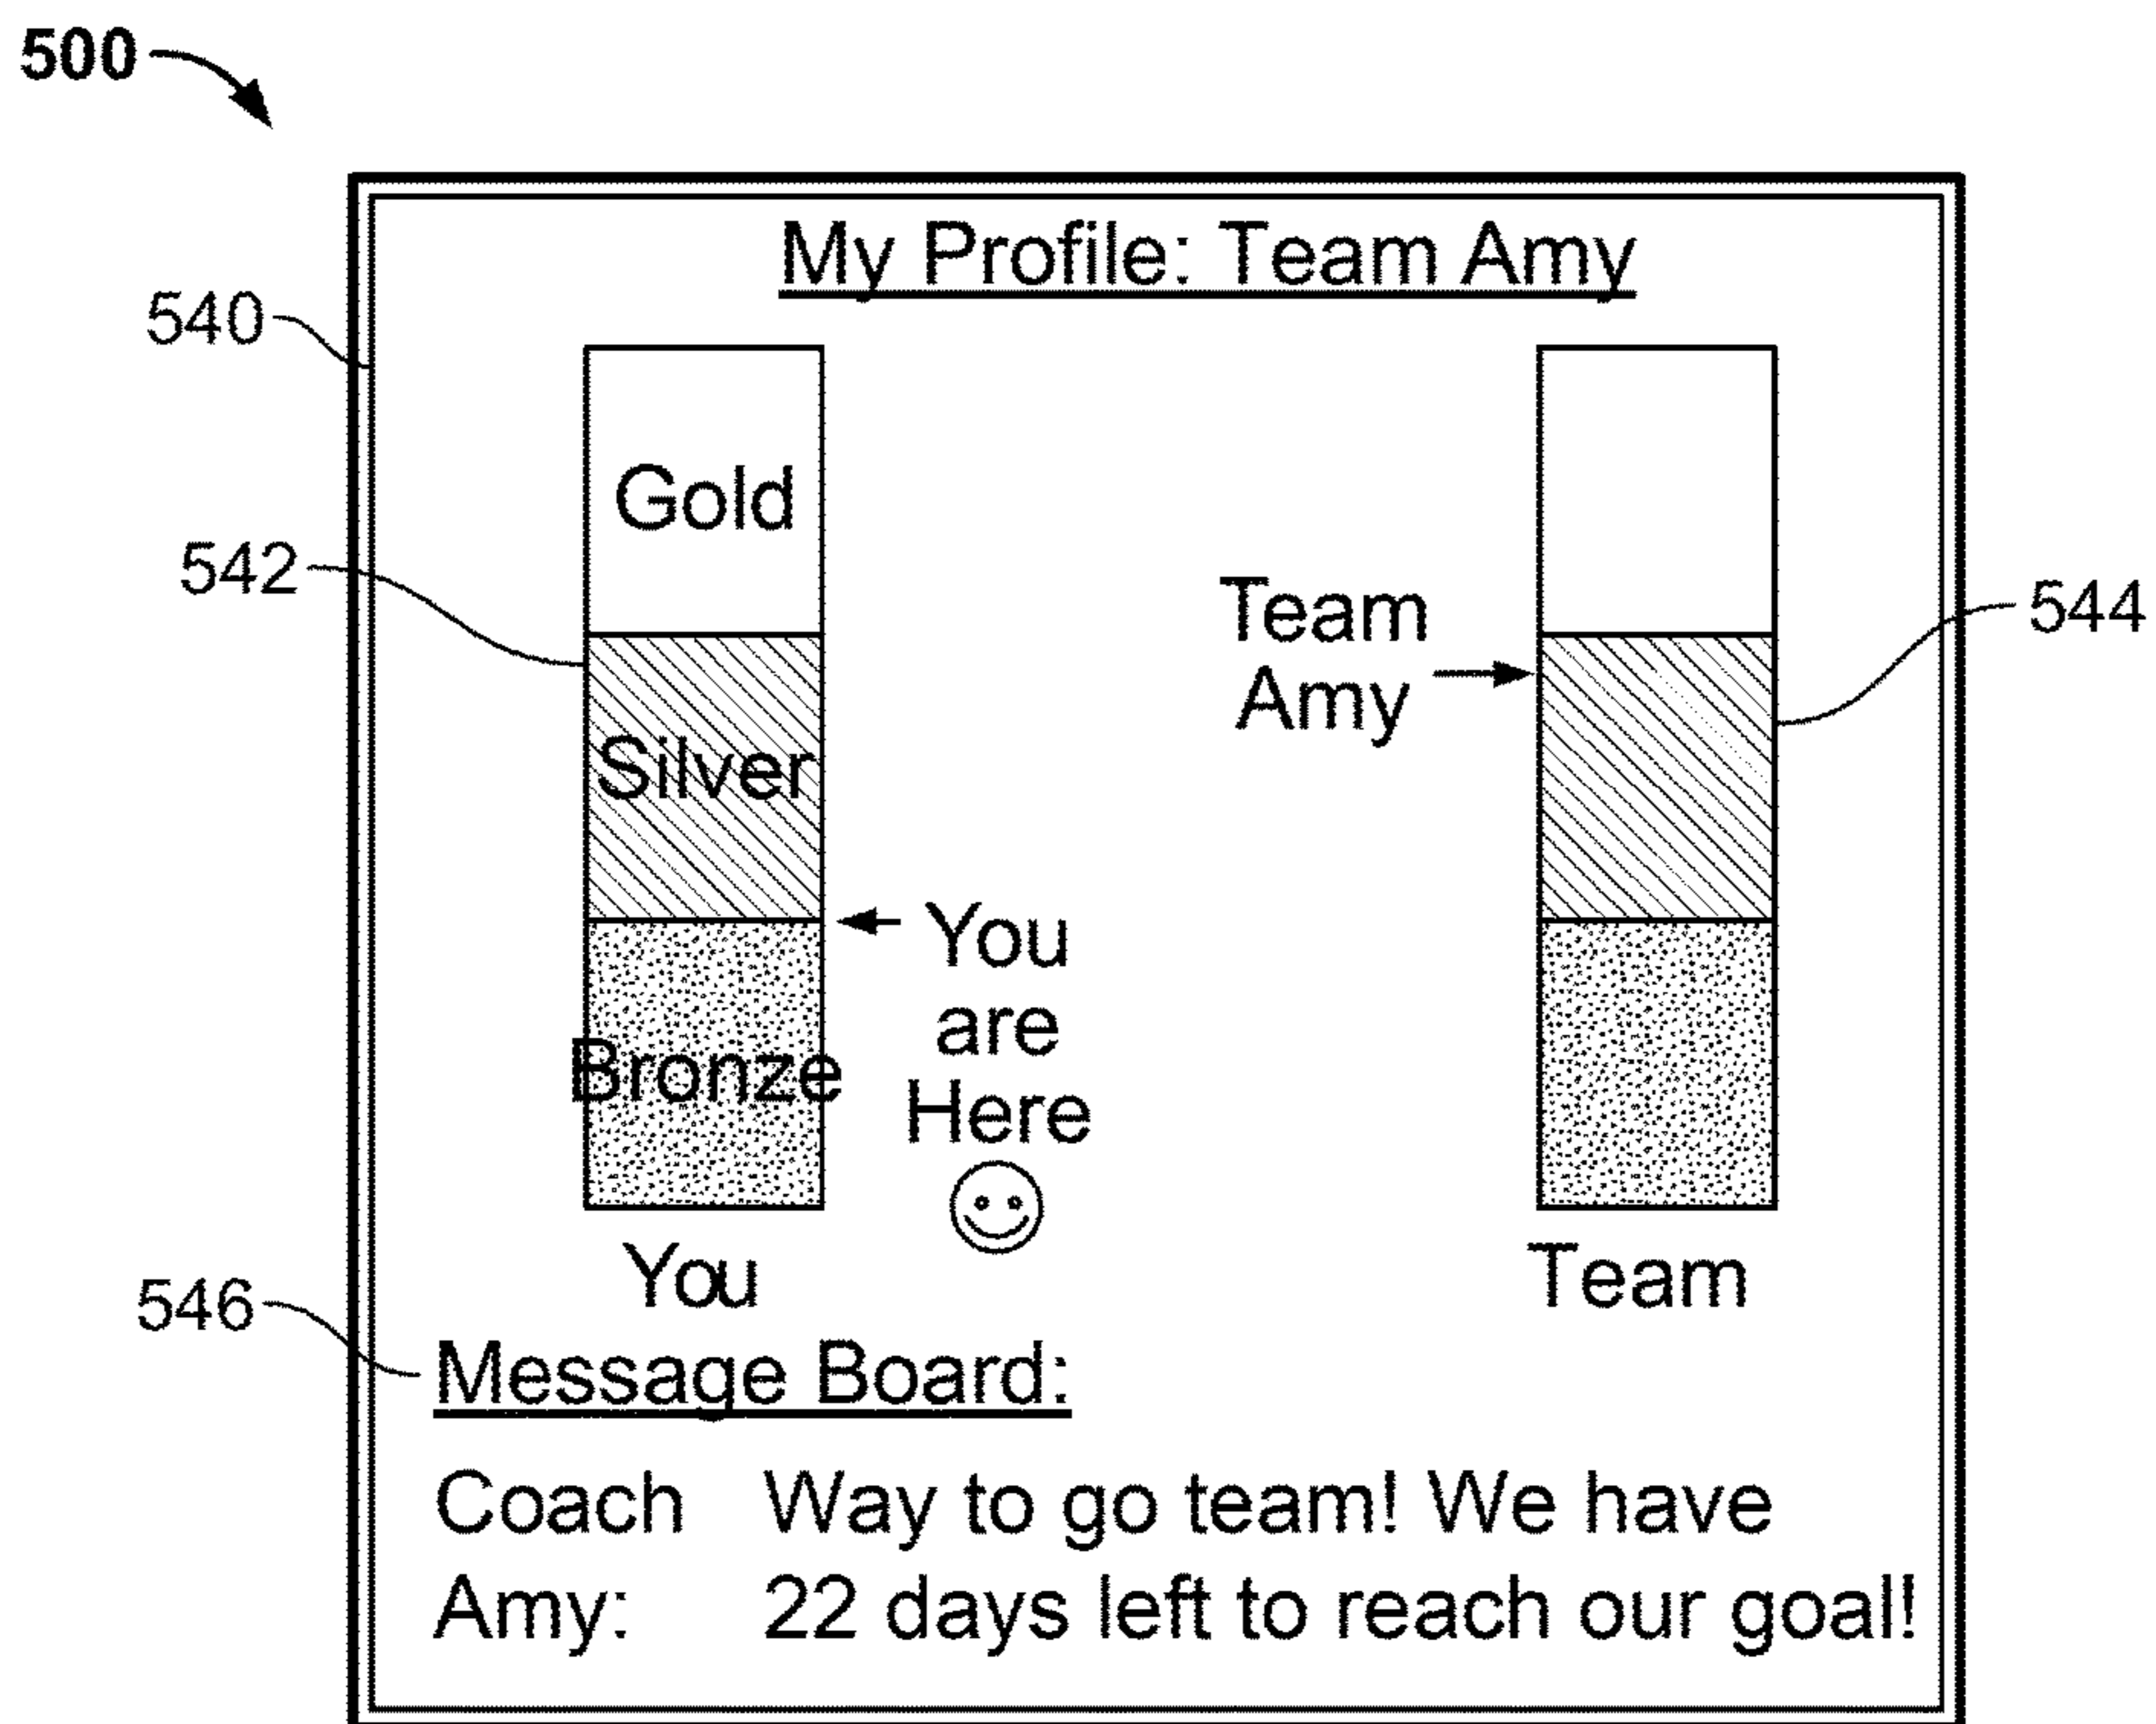 500
My Profile: Team Amy
540
Gold
542
Team
Amy
544
Silver
You
are
Here
Bronze
You
Team
546
Message Board:
Coach Way to go team! We have
Amy: 22 days left to reach our goal!